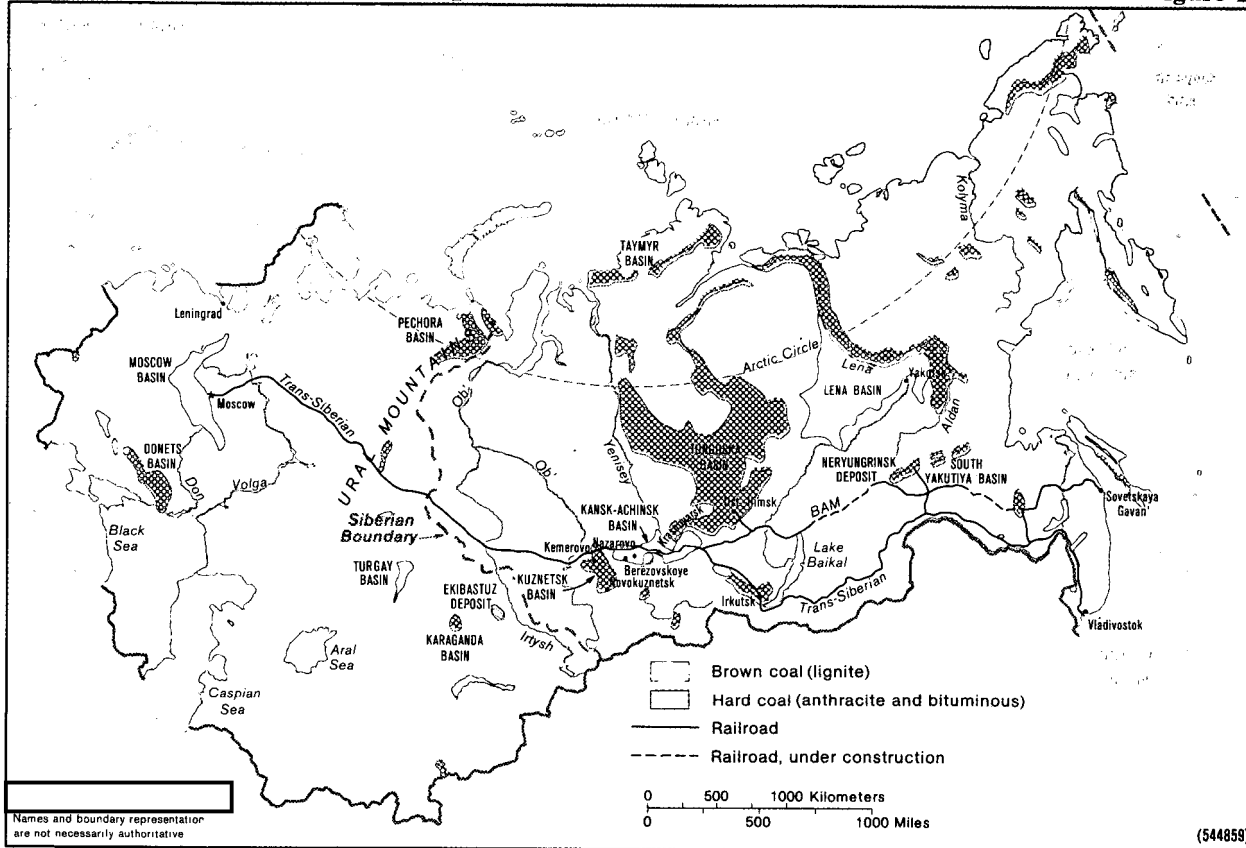 TAYMYR
BASIN
Kolyma
Leningrad
PECHORA
BASIN
MOSCOW
BASIN
Moscow
Trans-Siberian
URAL MOUNTAINS
Ob'
Arctic Circle
Lena
LENA BASIN
Yakutsk
Aldan
DONETS
BASIN
Don
Volga
Ob'
Yenisey
BASIN
NERYUNGRINSK
DEPOSIT
SOUTH
YAKUTIYA BASIN
BAM
Sovetskaya
Gavan'
Black
Sea
Siberian
Boundary
KANSK-ACHINSK
BASIN
Kemerovo
Nazarovo
Berezovskoye
Novokuznetsk
KUZNETSK
BASIN
Lake
Baikal
TURGAY
BASIN
EKIBASTUZ
DEPOSIT
KARAGANDA
BASIN
Irtysh
Irkutsk
Trans-Siberian
Vladivostok
Aral
Sea
Caspian
Sea
Brown coal (lignite)
Hard coal (anthracite and bituminous)
Railroad
Railroad, under construction
0 500 1000 Kilometers
0 500 1000 Miles
Names and boundary representation
are not necessarily authoritative
(544859)